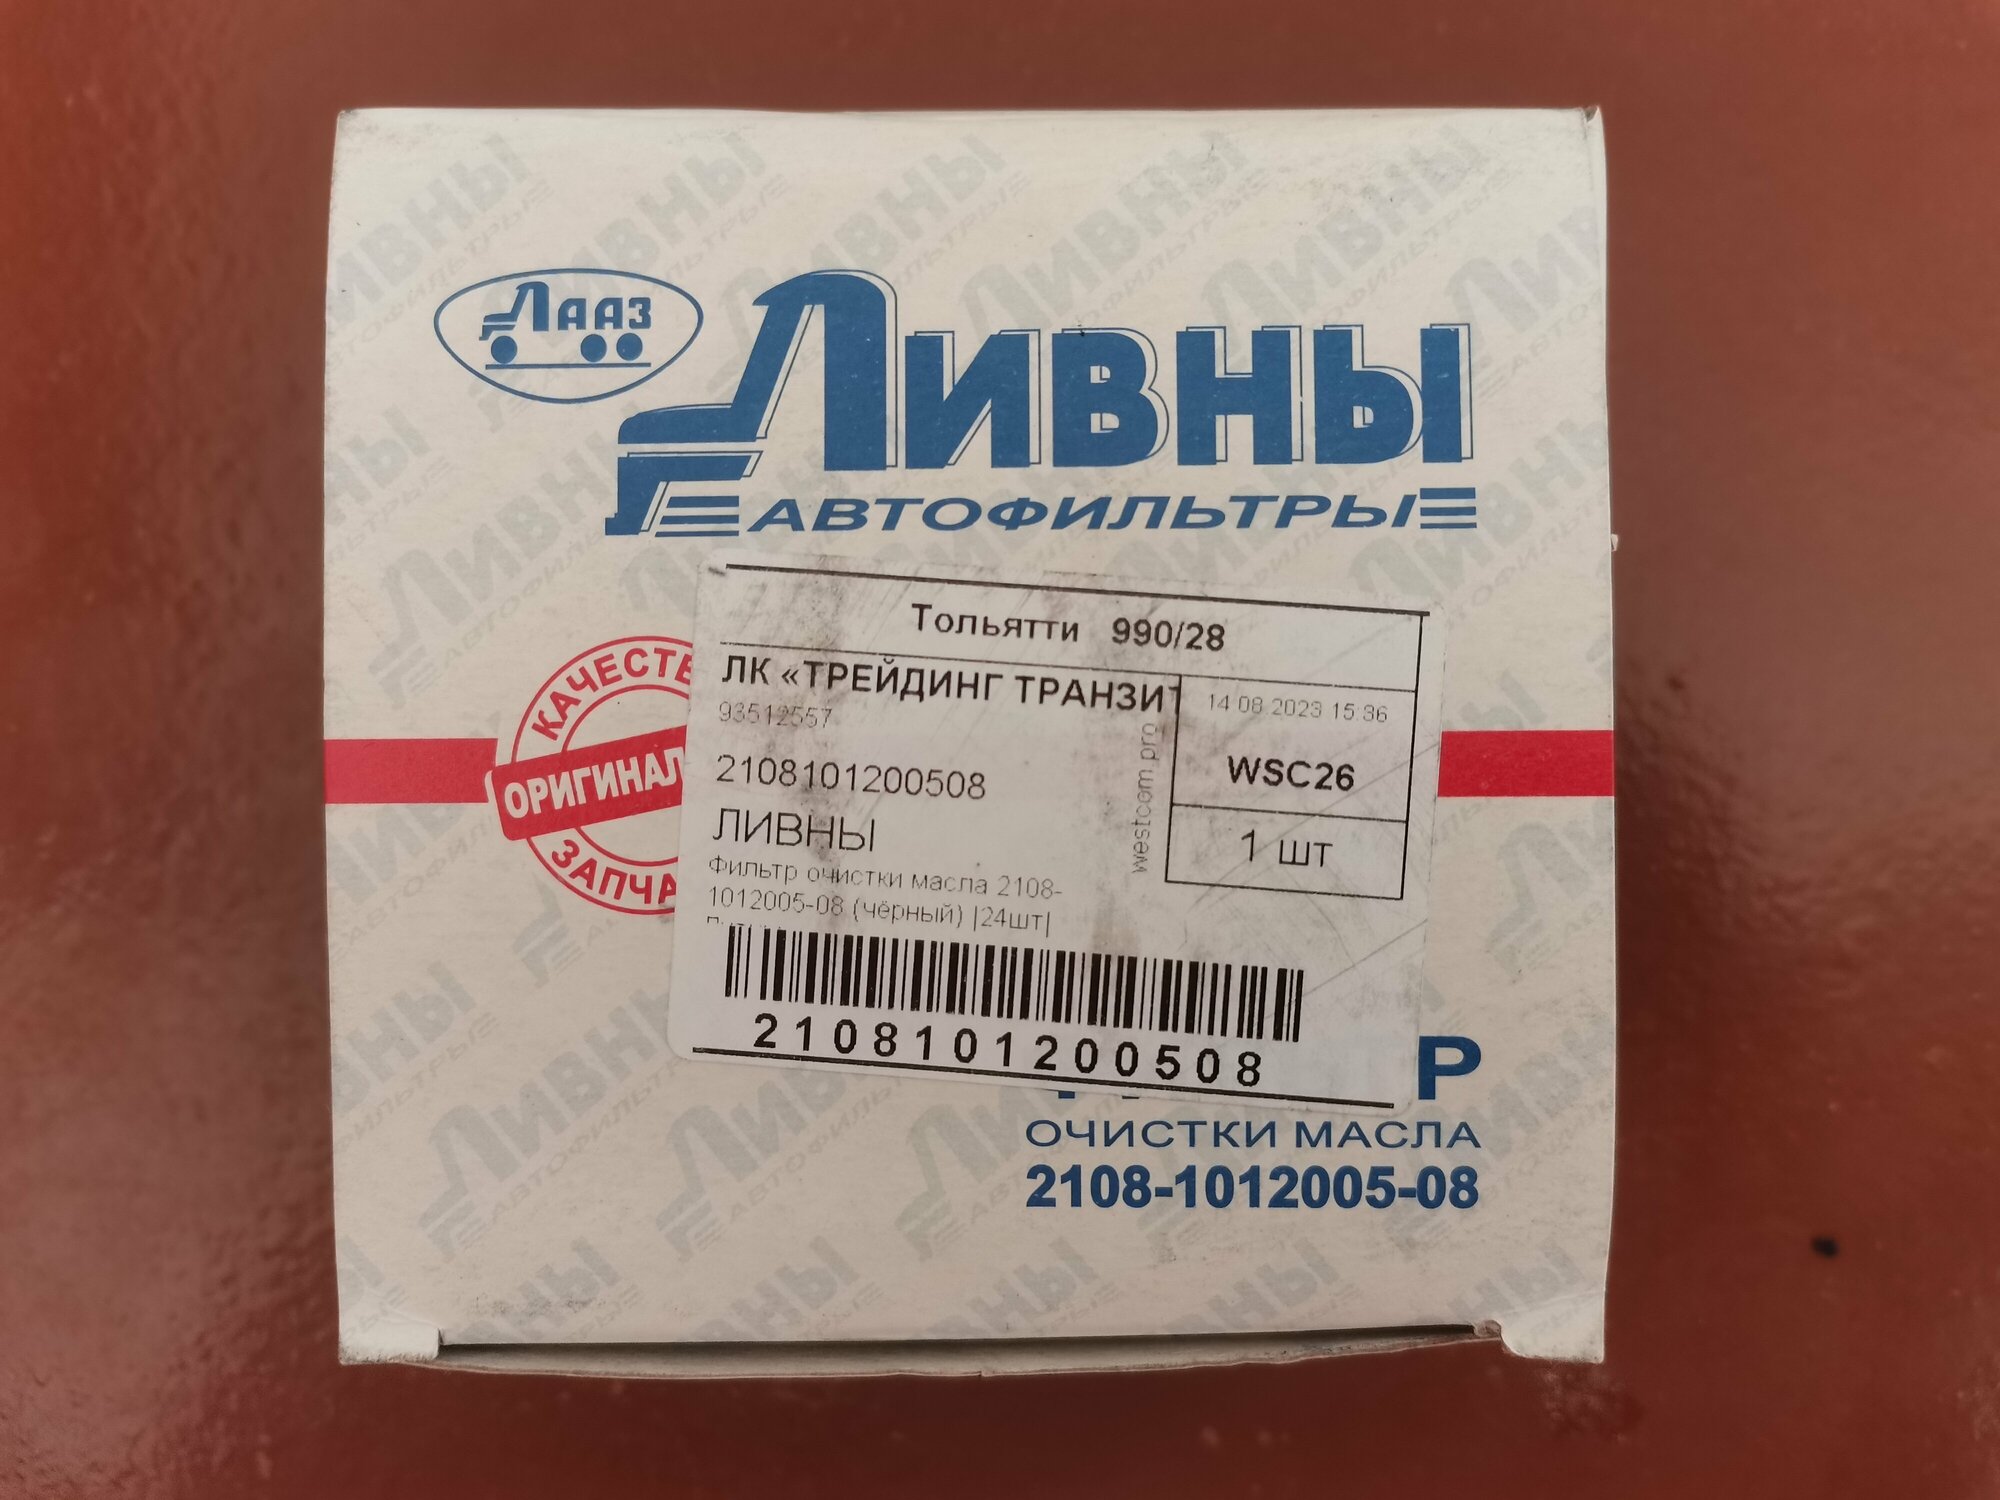 ЛААЗ
ЛИВНЫ
АВТОФИЛЬТРЫ
Тольятти 990/28
ЛК «ТРЕЙДИНГ ТРАНЗИТ
14.08.2023 15:36
93512557
WSC26
2108101200508
westcom.pro
ЛИВНЫ
1 шт
Фильтр очистки масла 2108-
1012005-08 (чёрный) |24шт|
2108101200508
КАЧЕСТВ
ОРИГИНАЛ
ЗАПЧА
Р
ОЧИСТКИ МАСЛА
2108-1012005-08